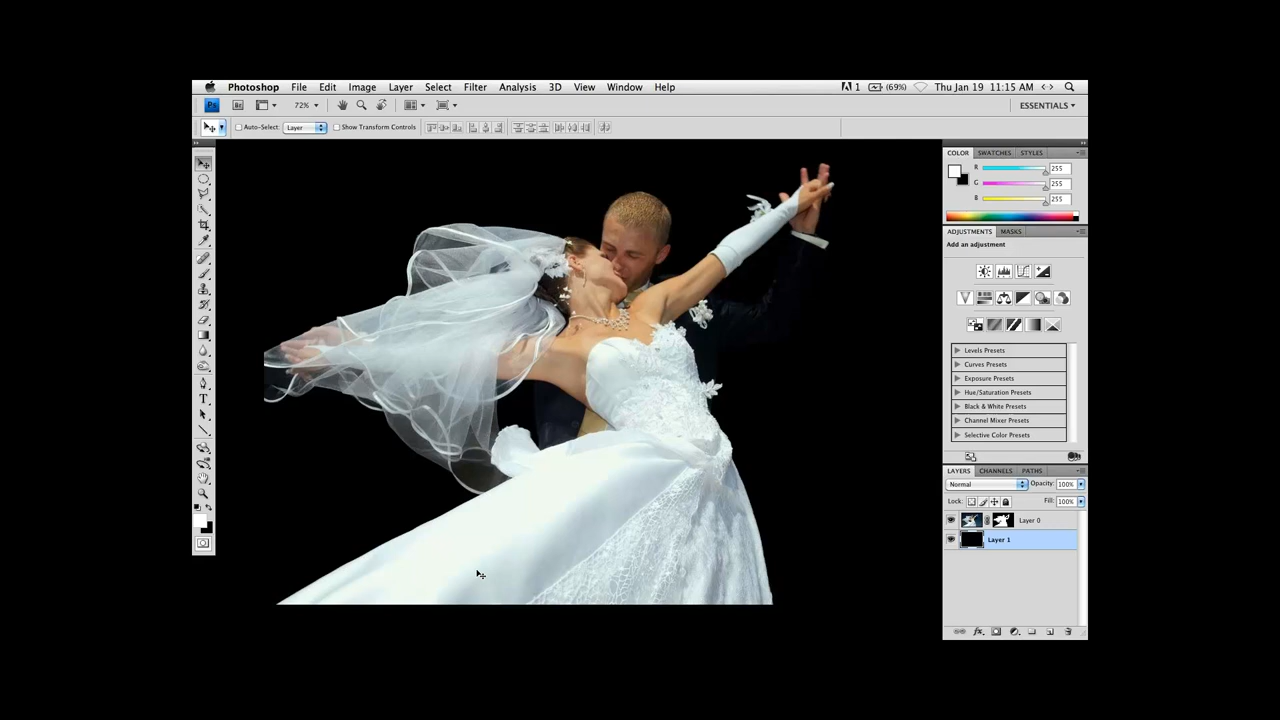 Photoshop File Edit Image Layer Select Filter Analysis 3D View Window Help 1 (69%) Thu Jan 19 11:15 AM
Ps Br 72% ESSENTIALS
Auto-Select: Layer Show Transform Controls
COLOR SWATCHES STYLES
R 255
G 255
B 255
ADJUSTMENTS MASKS
Add an adjustment
Levels Presets
Curves Presets
Exposure Presets
Hue/Saturation Presets
Black & White Presets
Channel Mixer Presets
Selective Color Presets
LAYERS CHANNELS PATHS
Normal Opacity: 100%
Lock: Fill: 100%
Layer 0
Layer 1